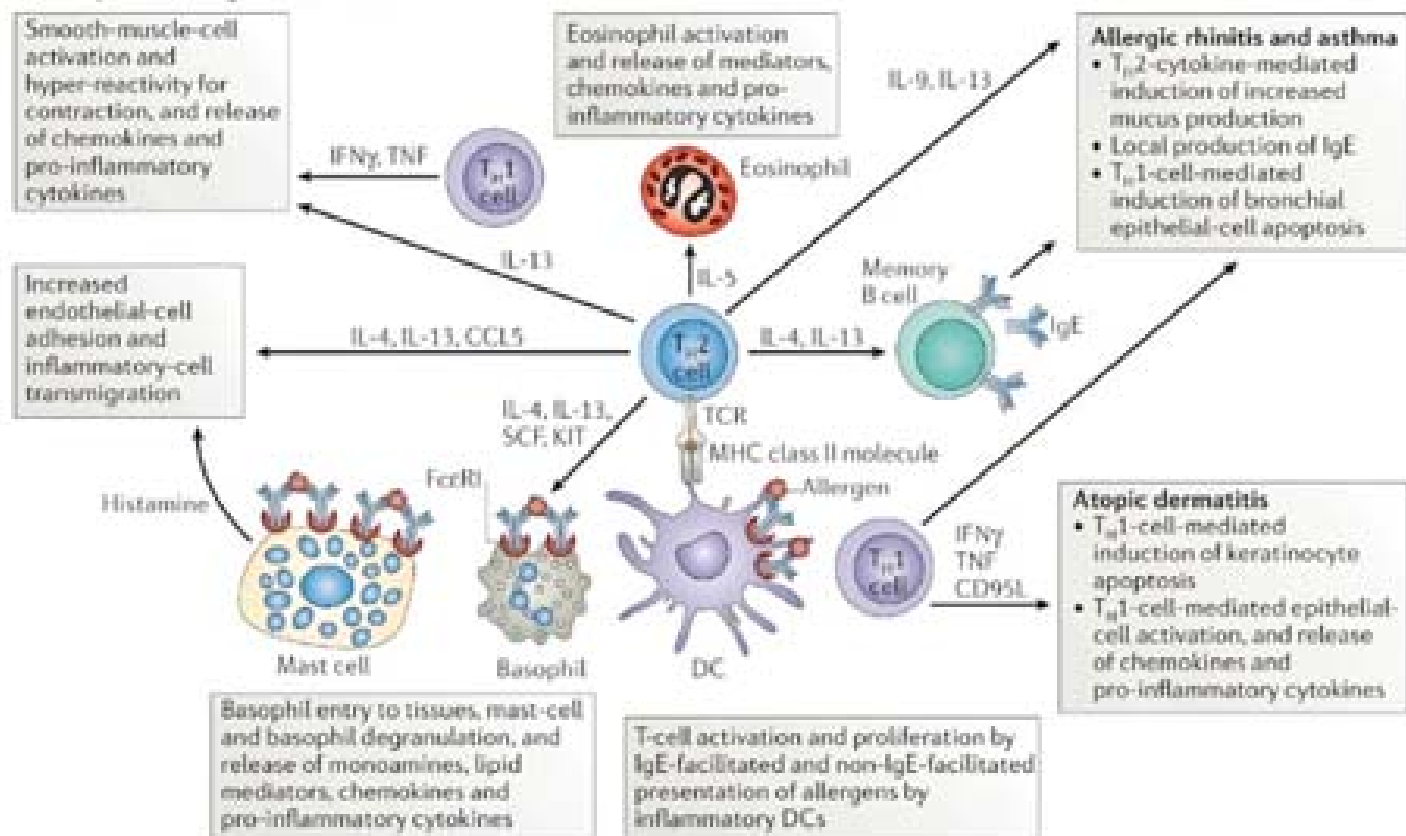 Smooth-muscle-cell
activation and
hyper-reactivity for
contraction, and release
of chemokines and
pro-inflammatory
cytokines
IFNγ, TNF
T_H1
cell
Eosinophil activation
and release of mediators,
chemokines and pro-
inflammatory cytokines
Eosinophil
IL-9, IL-13
Allergic rhinitis and asthma
• T_H2-cytokine-mediated
induction of increased
mucus production
• Local production of IgE
• T_H1-cell-mediated
induction of bronchial
epithelial-cell apoptosis
IL-13
IL-5
Memory
B cell
IgE
Increased
endothelial-cell
adhesion and
inflammatory-cell
transmigration
IL-4, IL-13, CCL5
T_H2
cell
IL-4, IL-13
IL-4, IL-13,
SCF, KIT
TCR
MHC class II molecule
FcεRI
Allergen
Histamine
Mast cell
Basophil
DC
T_H1
cell
IFNγ
TNF
CD95L
Atopic dermatitis
• T_H1-cell-mediated
induction of keratinocyte
apoptosis
• T_H1-cell-mediated epithelial-
cell activation, and release
of chemokines and
pro-inflammatory cytokines
Basophil entry to tissues, mast-cell
and basophil degranulation, and
release of monoamines, lipid
mediators, chemokines and
pro-inflammatory cytokines
T-cell activation and proliferation by
IgE-facilitated and non-IgE-facilitated
presentation of allergens by
inflammatory DCs